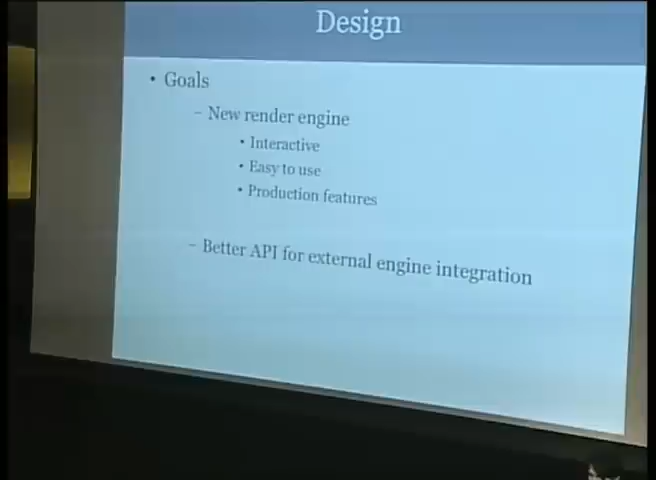 Design
• Goals
– New render engine
• Interactive
• Easy to use
• Production features
– Better API for external engine integration